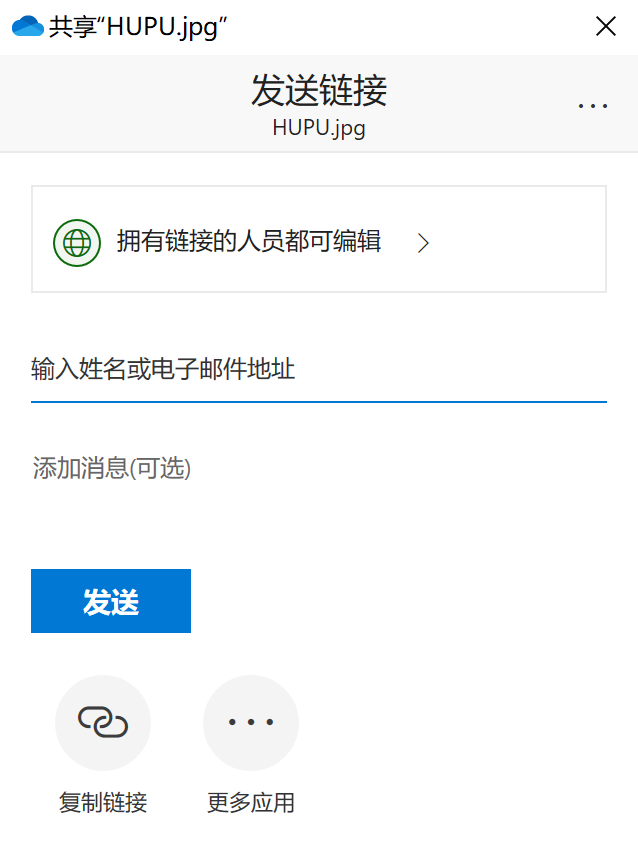 共享“HUPU.jpg”
发送链接
HUPU.jpg
拥有链接的人员都可编辑
输入姓名或电子邮件地址
添加消息(可选)
发送
复制链接
更多应用